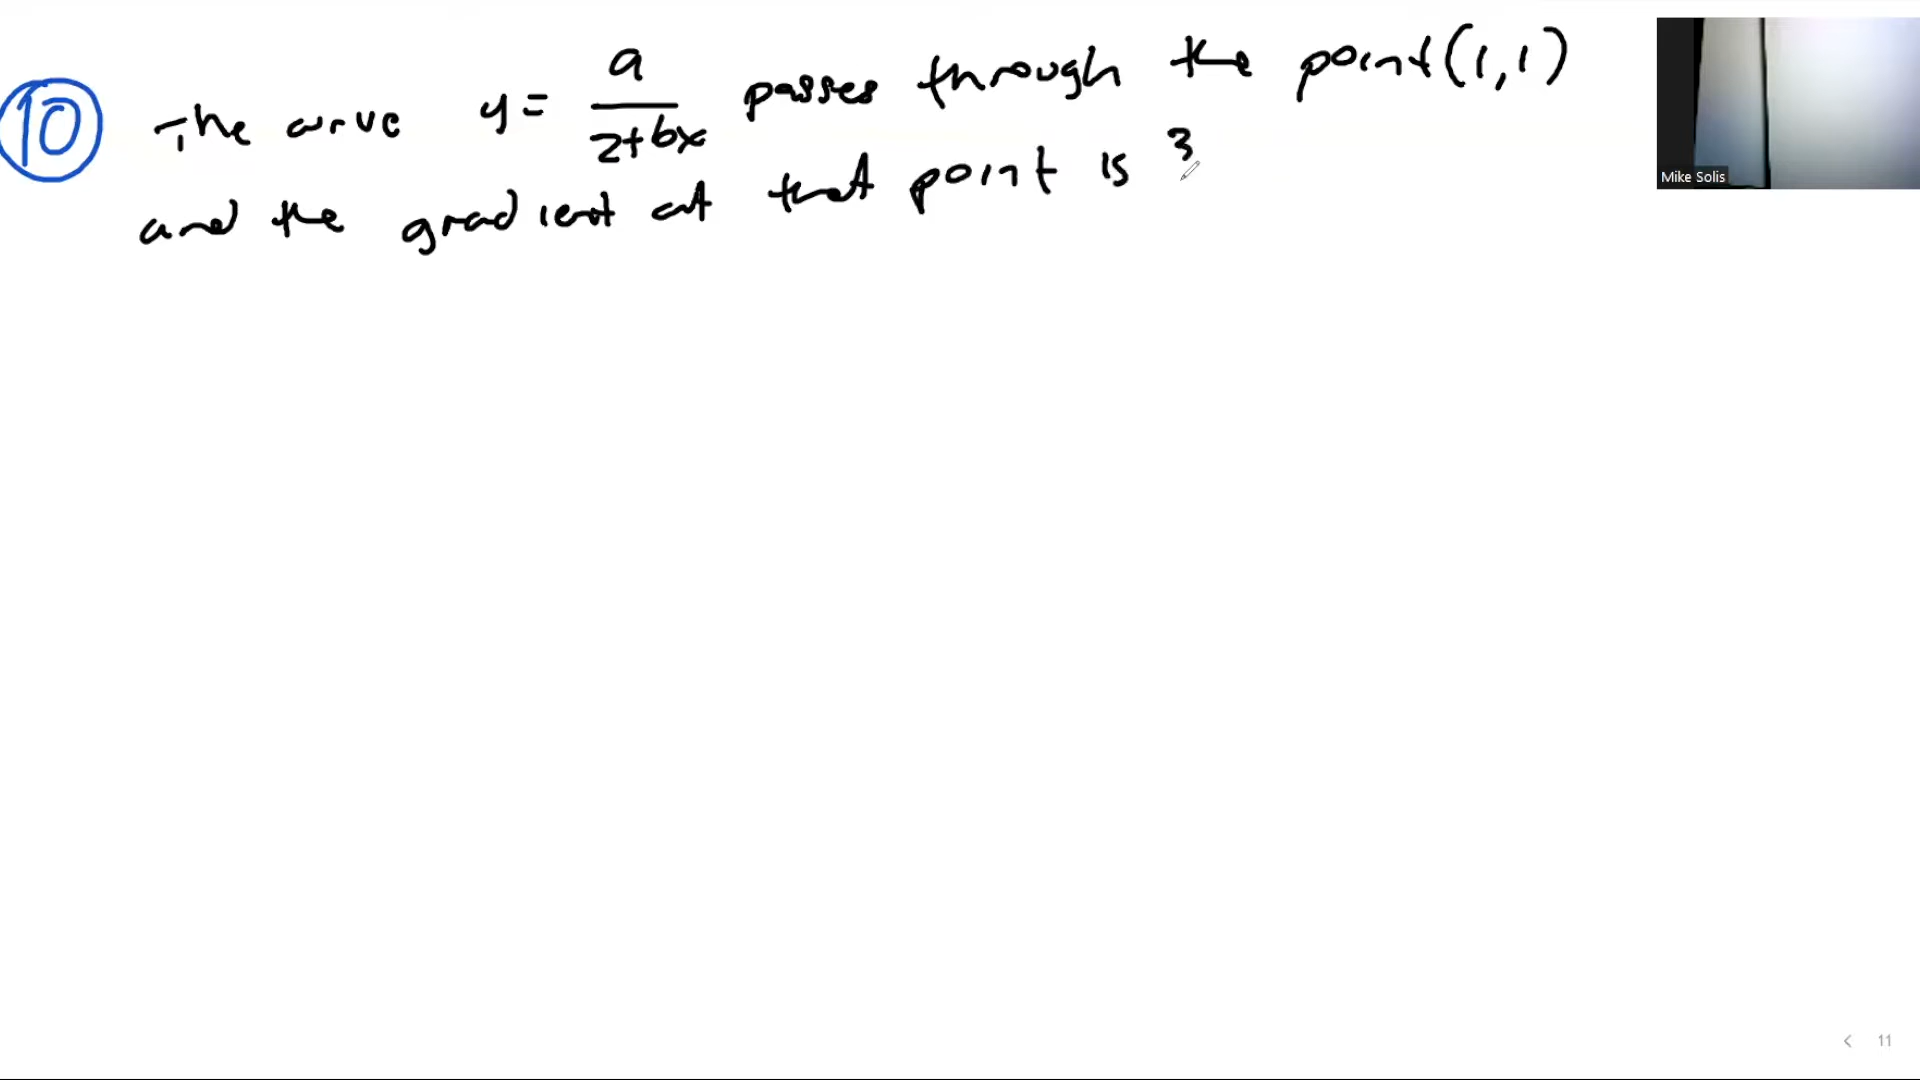 10 The curve y = a/(2+bx) passes through the point (1,1)
and the gradient at that point is 3
Mike Solis
< 11